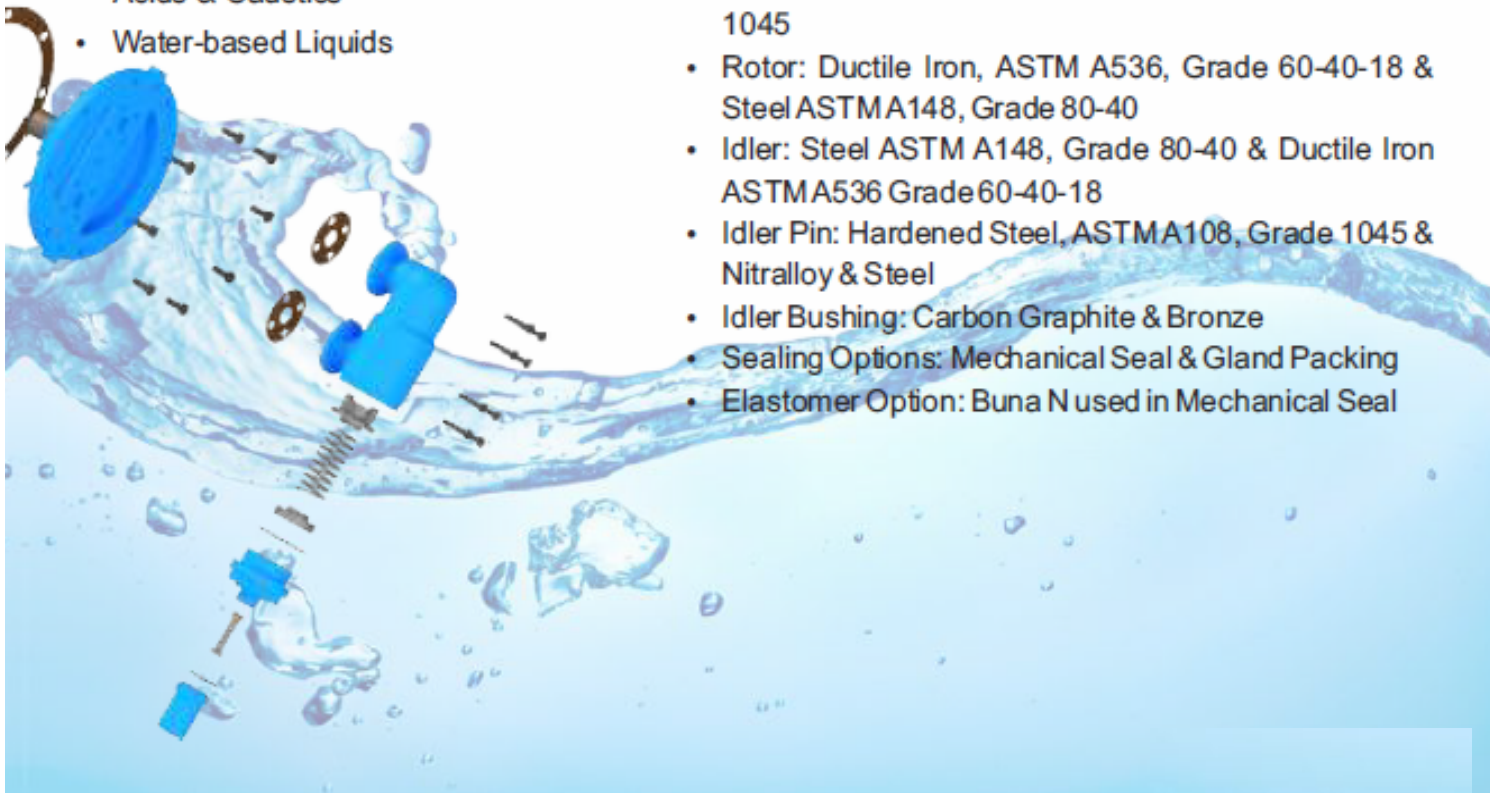 • Water-based Liquids
1045
• Rotor: Ductile Iron, ASTM A536, Grade 60-40-18 &
Steel ASTM A148, Grade 80-40
• Idler: Steel ASTM A148, Grade 80-40 & Ductile Iron
ASTM A536 Grade 60-40-18
• Idler Pin: Hardened Steel, ASTM A108, Grade 1045 &
Nitralloy & Steel
• Idler Bushing: Carbon Graphite & Bronze
• Sealing Options: Mechanical Seal & Gland Packing
• Elastomer Option: Buna N used in Mechanical Seal